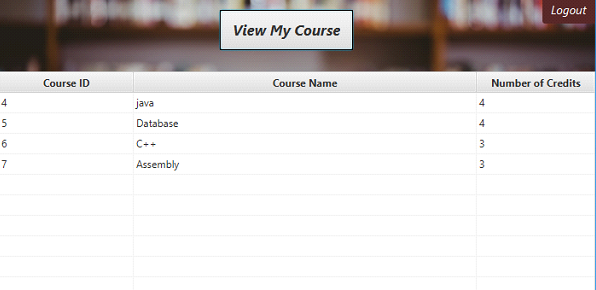 Logout
View My Course
Course ID Course Name Number of Credits
4 java 4
5 Database 4
6 C++ 3
7 Assembly 3